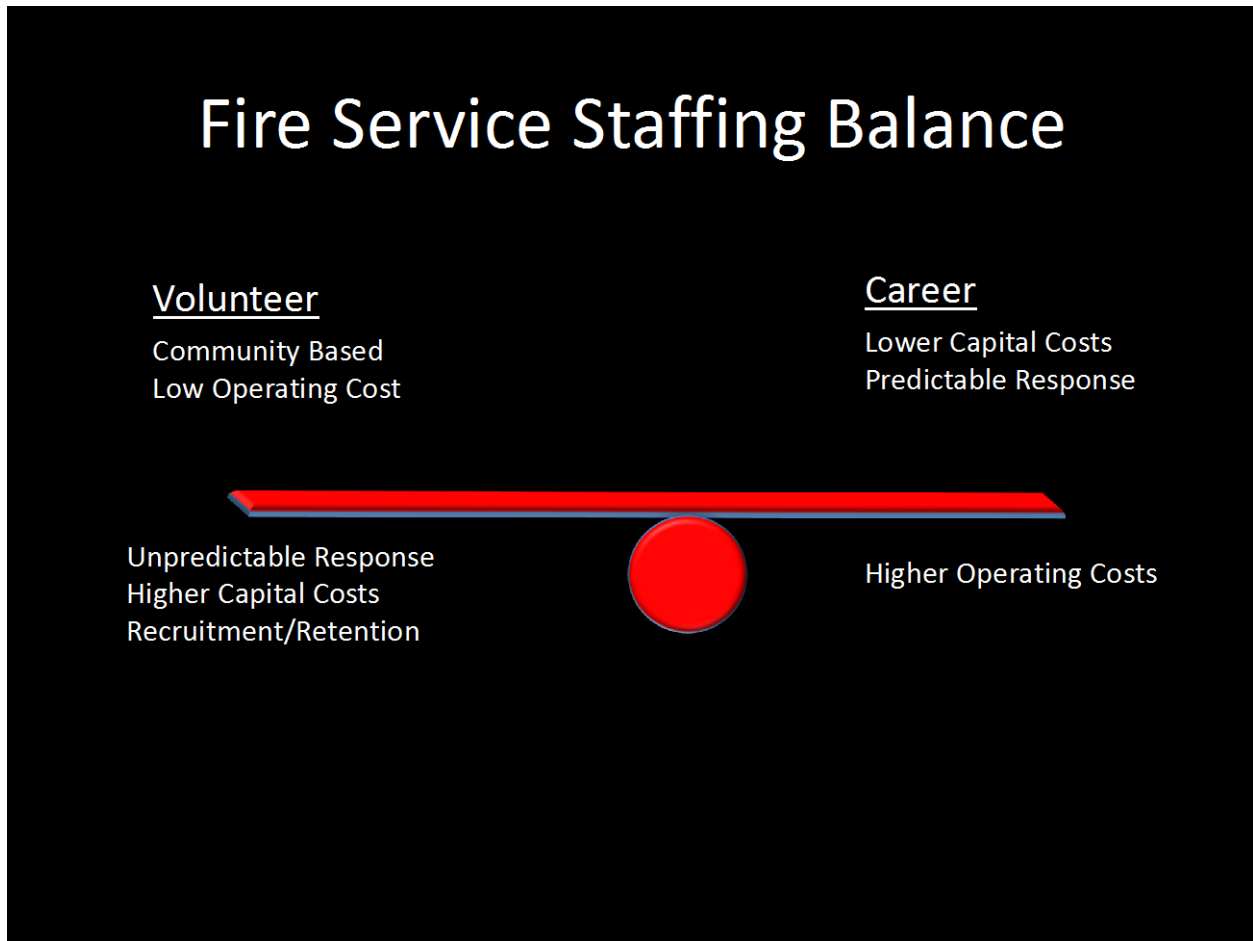 Fire Service Staffing Balance
Volunteer
Community Based
Low Operating Cost
Career
Lower Capital Costs
Predictable Response
Unpredictable Response
Higher Capital Costs
Recruitment/Retention
Higher Operating Costs